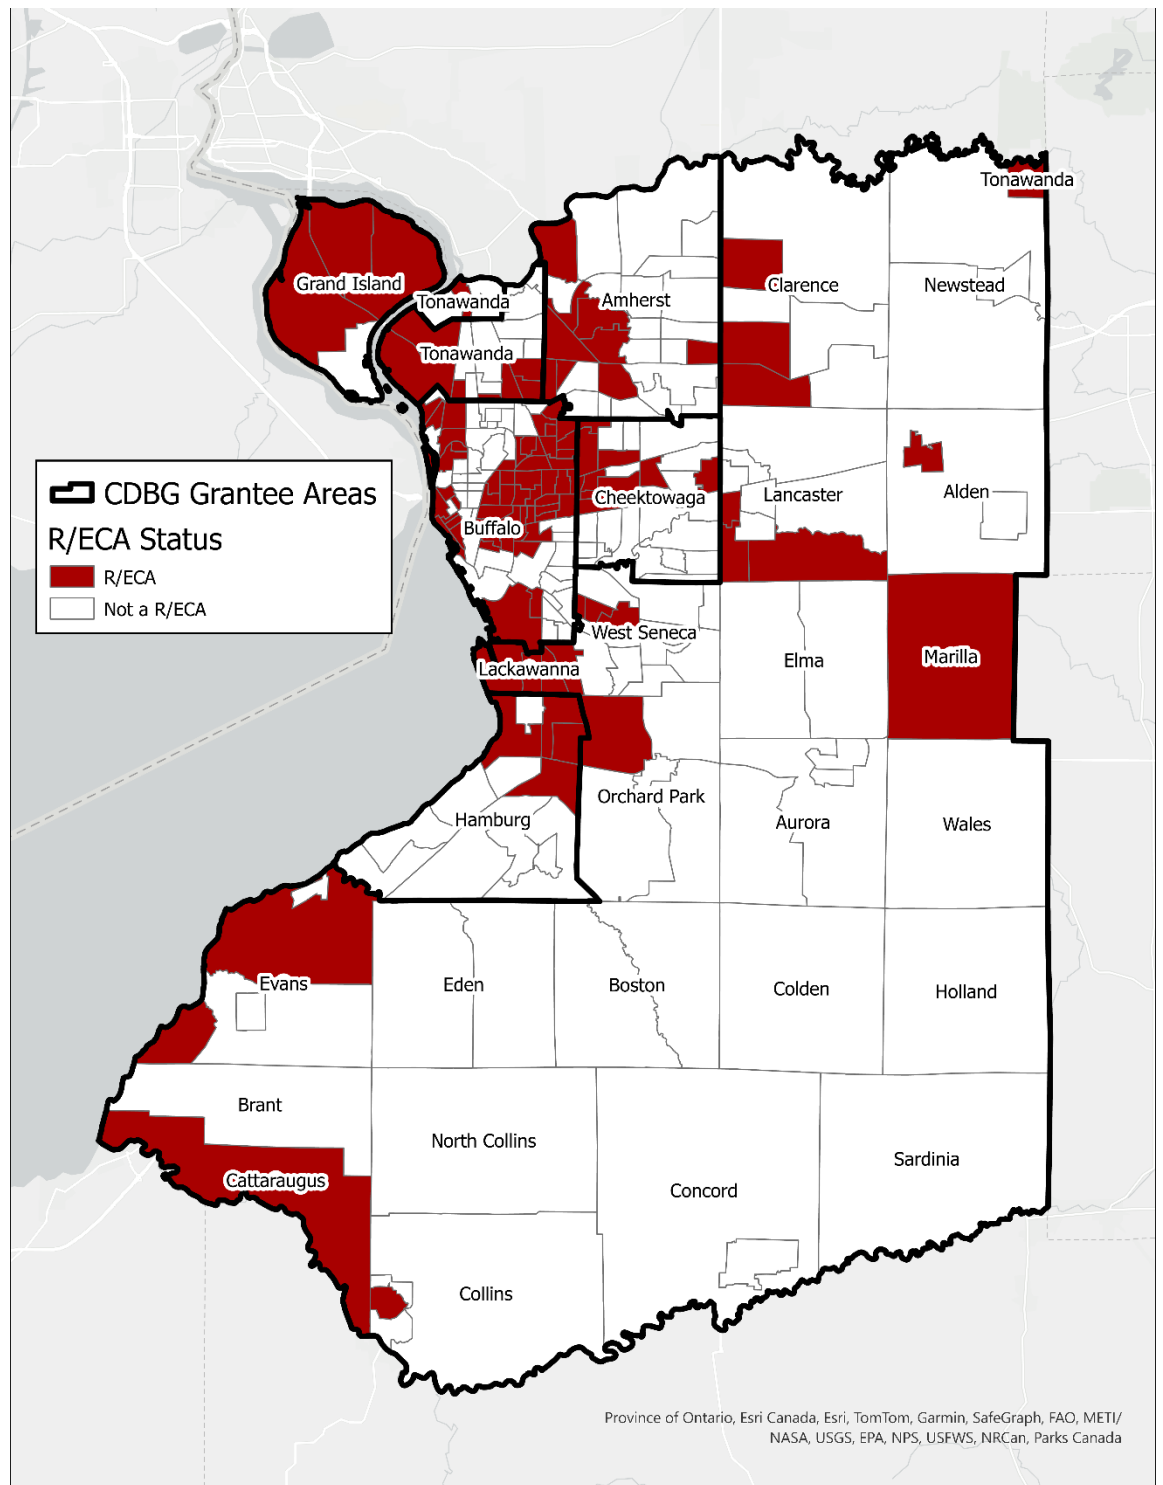 Tonawanda
Grand Island
Tonawanda
Amherst
Clarence
Newstead
Tonawanda
CDBG Grantee Areas
R/ECA Status
R/ECA
Not a R/ECA
Buffalo
Cheektowaga
Lancaster
Alden
West Seneca
Lackawanna
Elma
Marilla
Orchard Park
Hamburg
Aurora
Wales
Evans
Eden
Boston
Colden
Holland
Brant
North Collins
Cattaraugus
Concord
Sardinia
Collins
Province of Ontario, Esri Canada, Esri, TomTom, Garmin, SafeGraph, FAO, METI/
NASA, USGS, EPA, NPS, USFWS, NRCan, Parks Canada